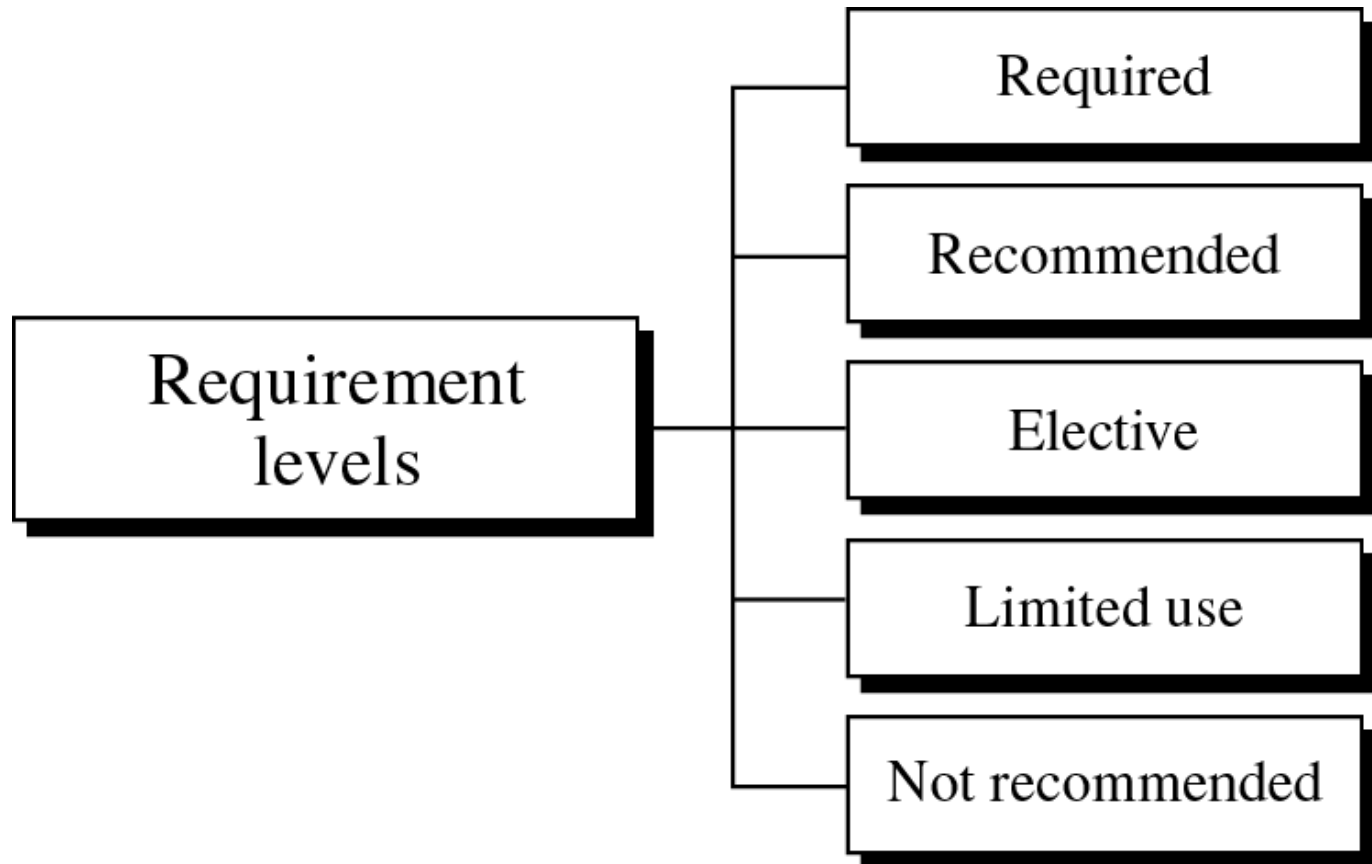 Requirement
levels
Required
Recommended
Elective
Limited use
Not recommended